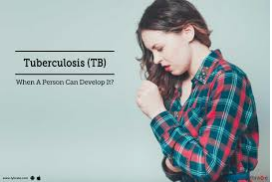 Tuberculosis (TB)
When A Person Can Develop It?